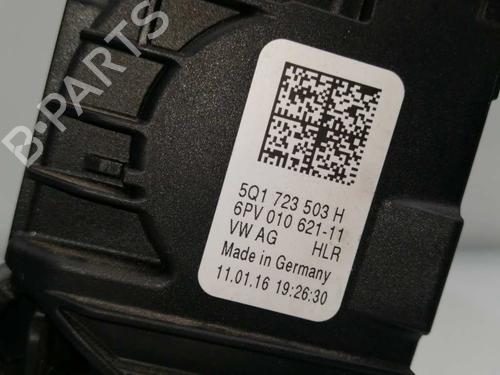 B-PARTS
5Q1 723 503 H
6PV 010 621-11
VW AG HLR
Made in Germany
11.01.16 19:26:30